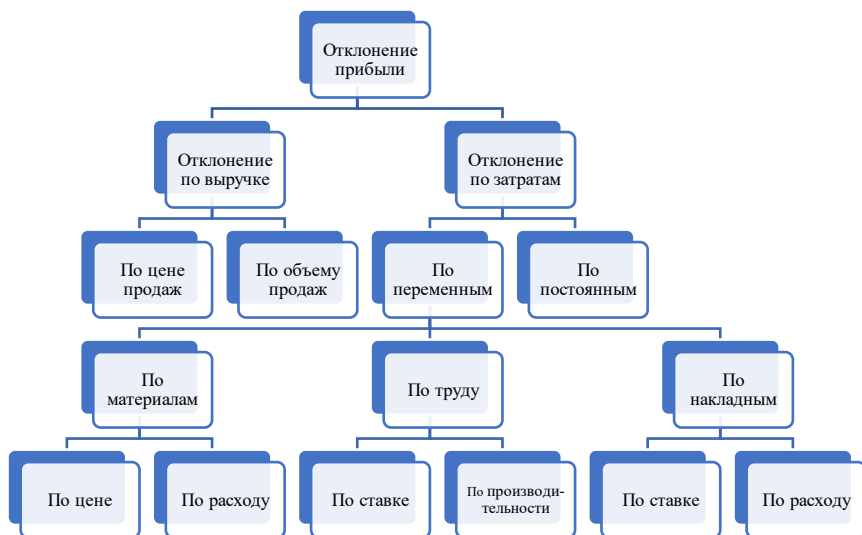 Отклонение
прибыли
Отклонение
по выручке
Отклонение
по затратам
По цене
продаж
По объему
продаж
По
переменным
По
постоянным
По
материалам
По труду
По
накладным
По цене
По расходу
По ставке
По производи-
тельности
По ставке
По расходу